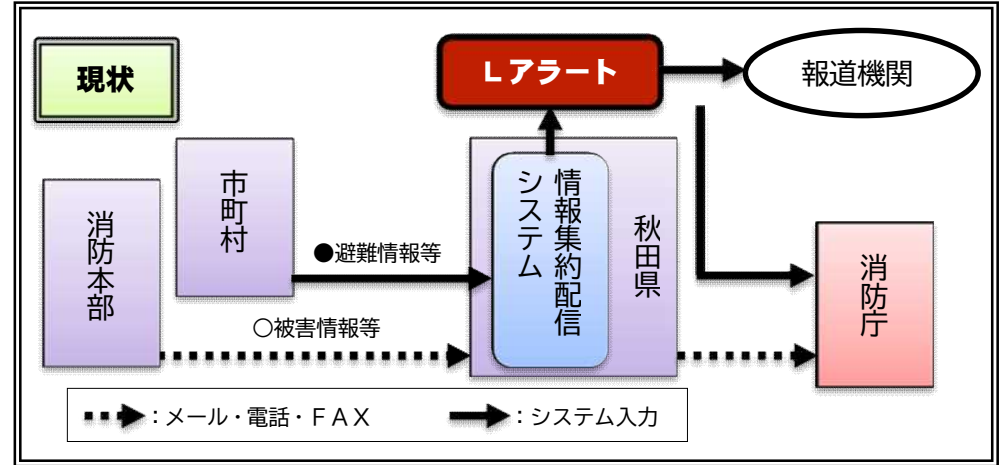 現状
Lアラート
報道機関
消防本部
市町村
●避難情報等
○被害情報等
情報集約配信
システム
秋田県
消防庁
：メール・電話・ＦＡＸ
：システム入力